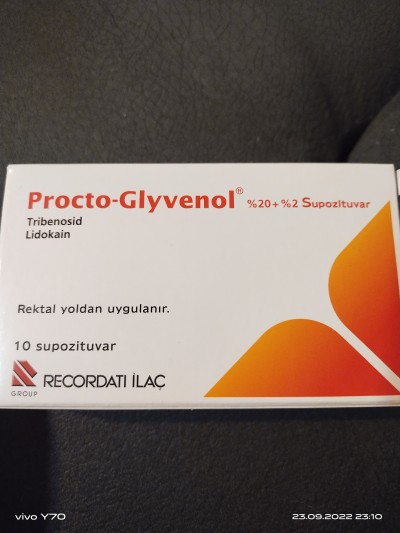 Procto-Glyvenol® %20 + %2 Supozituvar
Tribenosid
Lidokain
Rektal yoldan uygulanır.
10 supozituvar
GROUP
RECORDATI İLAÇ
vivo Y70
23.09.2022 23:10